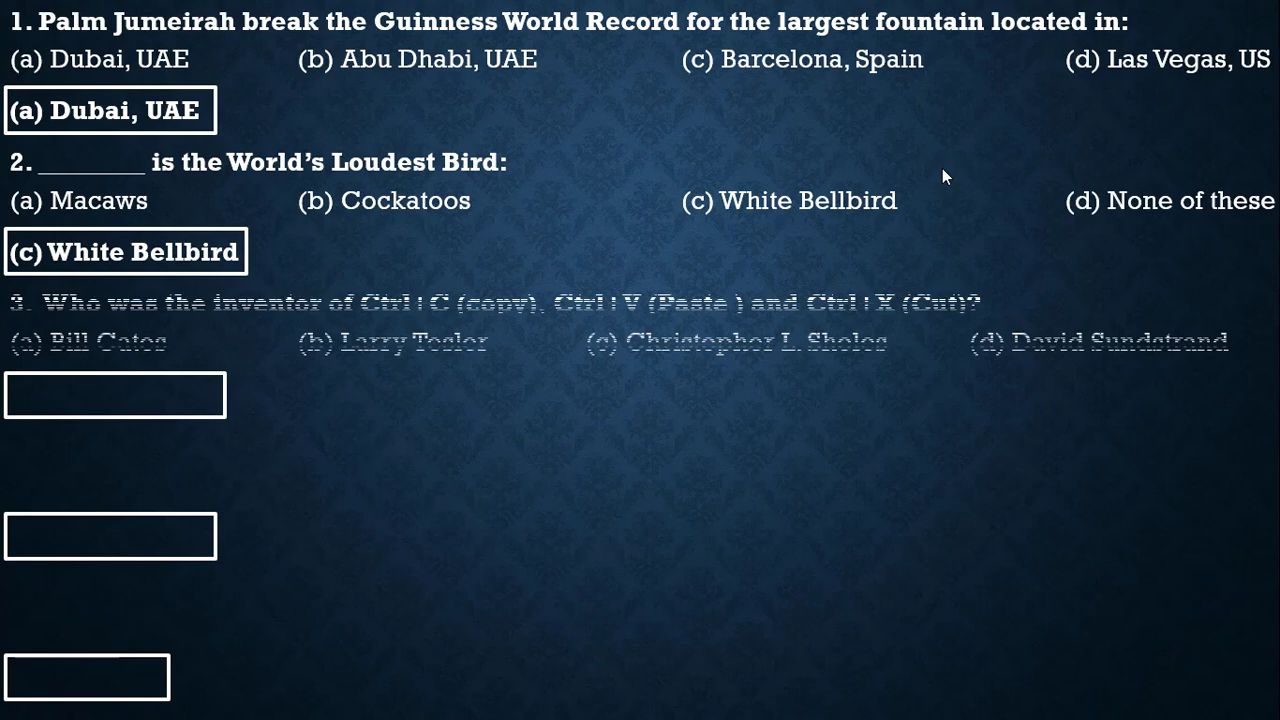 1. Palm Jumeirah break the Guinness World Record for the largest fountain located in:
(a) Dubai, UAE (b) Abu Dhabi, UAE (c) Barcelona, Spain (d) Las Vegas, US
(a) Dubai, UAE
2. ________ is the World's Loudest Bird:
(a) Macaws (b) Cockatoos (c) White Bellbird (d) None of these
(c) White Bellbird
3. Who was the inventor of Ctrl+C (copy), Ctrl+V (Paste ) and Ctrl+X (Cut)?
(a) Bill Gates (b) Larry Tesler (c) Christopher L. Sholes (d) David Sundstrand